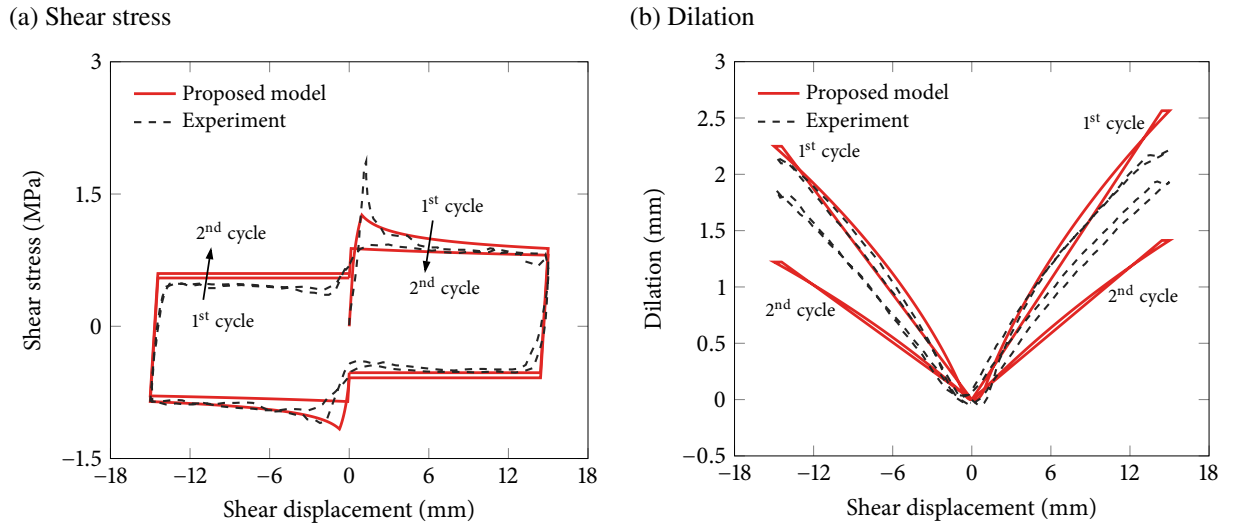 (a) Shear stress
3
Proposed model
Experiment
1.5
1st cycle
2nd cycle
2nd cycle
1st cycle
0
−1.5
Shear stress (MPa)
−18 −12 −6 0 6 12 18
Shear displacement (mm)
(b) Dilation
3
Proposed model
Experiment
2.5
1st cycle
1st cycle
2
1.5
1
2nd cycle
2nd cycle
0.5
0
−0.5
Dilation (mm)
−18 −12 −6 0 6 12 18
Shear displacement (mm)